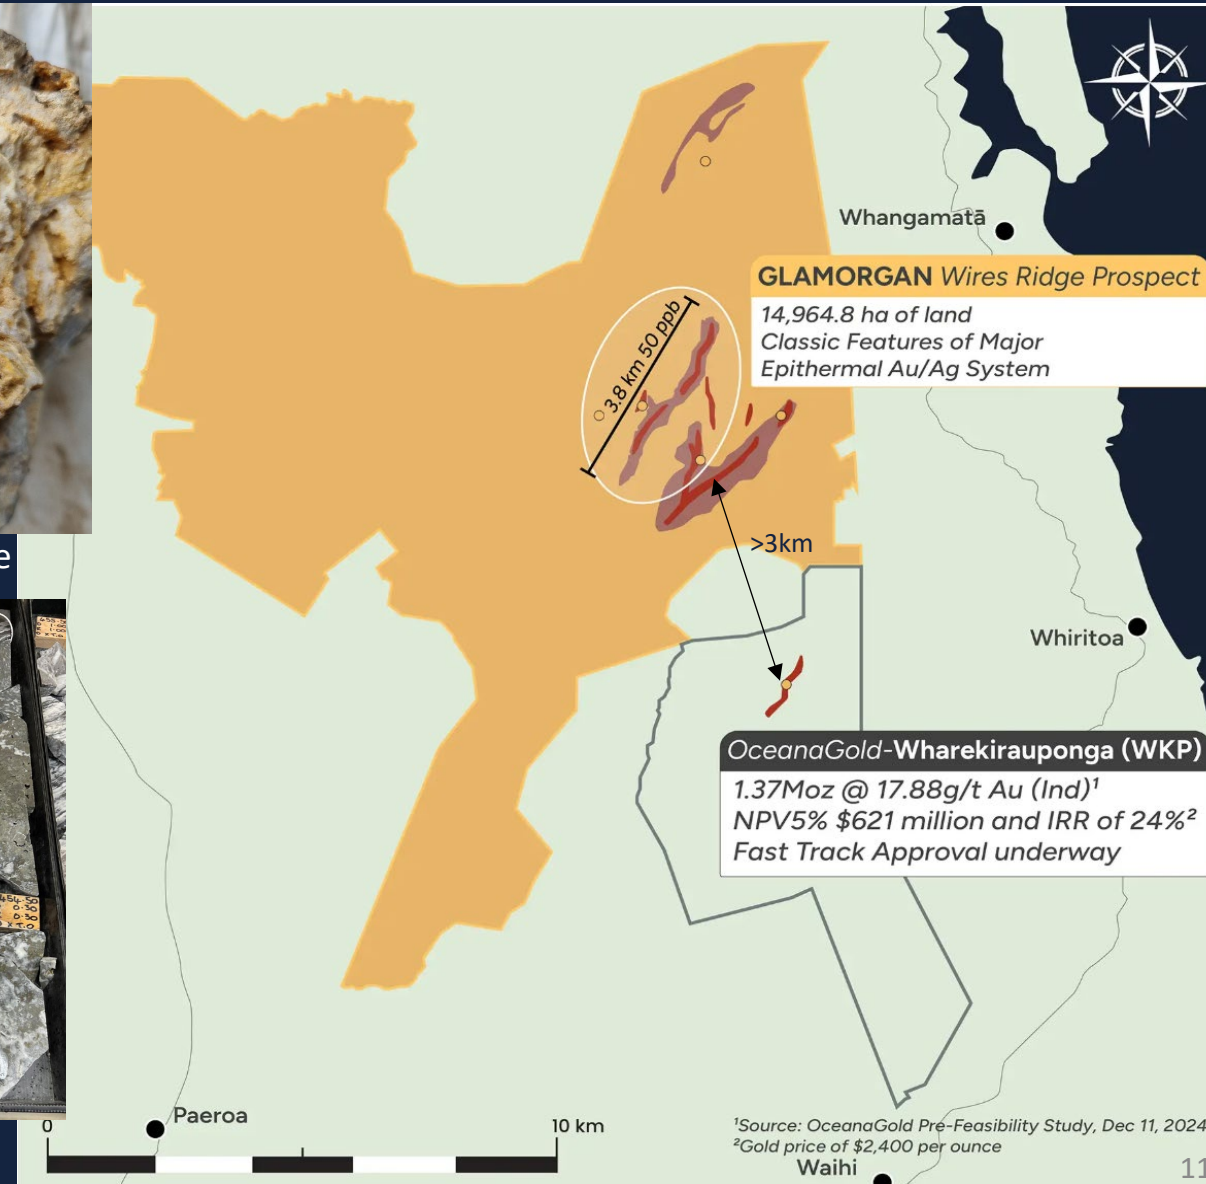 Whangamatā
GLAMORGAN Wires Ridge Prospect
14,964.8 ha of land
Classic Features of Major
Epithermal Au/Ag System
3.8 km 50 ppb
>3km
e
Whiritoa
OceanaGold-Wharekirauponga (WKP)
1.37Moz @ 17.88g/t Au (Ind)¹
NPV5% $621 million and IRR of 24%²
Fast Track Approval underway
Paeroa
0
10 km
¹Source: OceanaGold Pre-Feasibility Study, Dec 11, 2024
²Gold price of $2,400 per ounce
Waihi
11